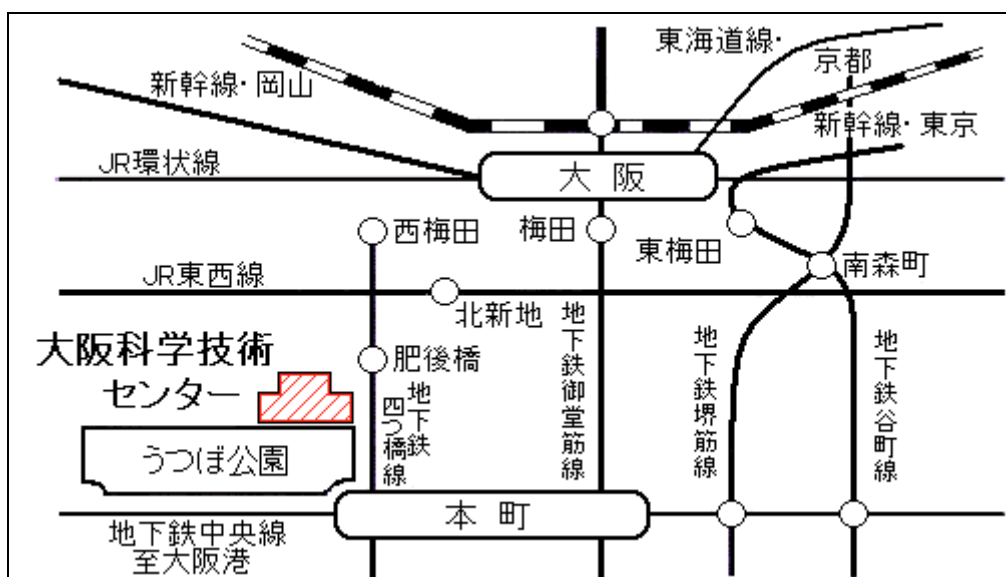 東海道線・
京都
新幹線・岡山
新幹線・東京
JR環状線
大阪
西梅田
梅田
東梅田
南森町
JR東西線
北新地
大阪科学技術
センター
肥後橋
地下鉄
四つ橋線
地下鉄御堂筋線
地下鉄堺筋線
地下鉄谷町線
うつぼ公園
本町
地下鉄中央線
至大阪港